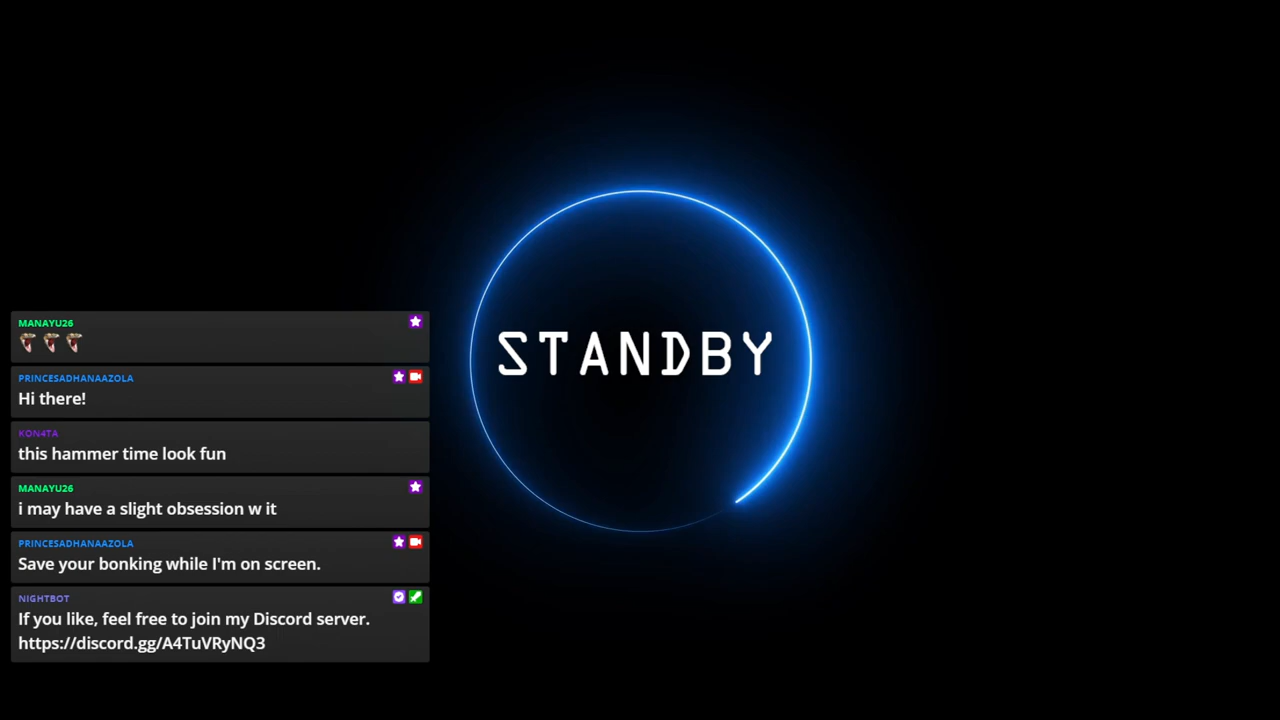 MANAYU26
PRINCESADHANAAZOLA
Hi there!
KON4TA
this hammer time look fun
MANAYU26
i may have a slight obsession w it
PRINCESADHANAAZOLA
Save your bonking while I'm on screen.
NIGHTBOT
If you like, feel free to join my Discord server.
https://discord.gg/A4TuVRyNQ3
STANDBY